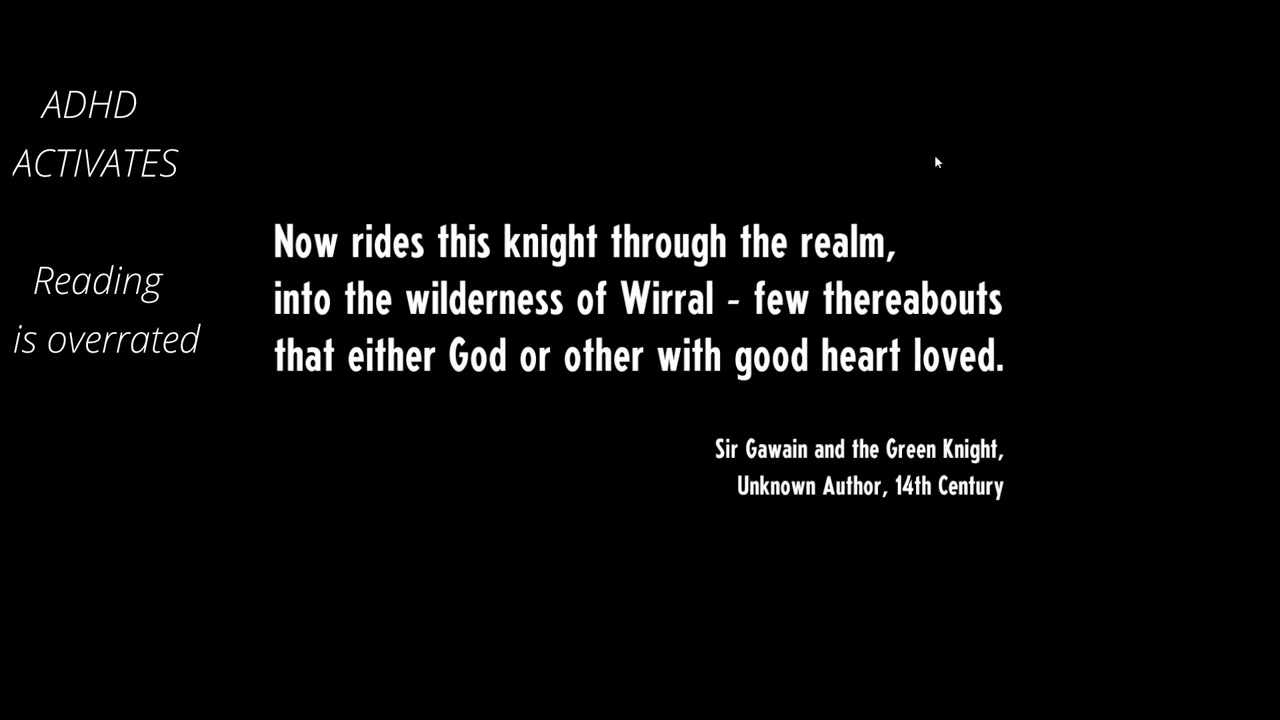 ADHD
ACTIVATES
Reading
is overrated
Now rides this knight through the realm,
into the wilderness of Wirral - few thereabouts
that either God or other with good heart loved.
Sir Gawain and the Green Knight,
Unknown Author, 14th Century